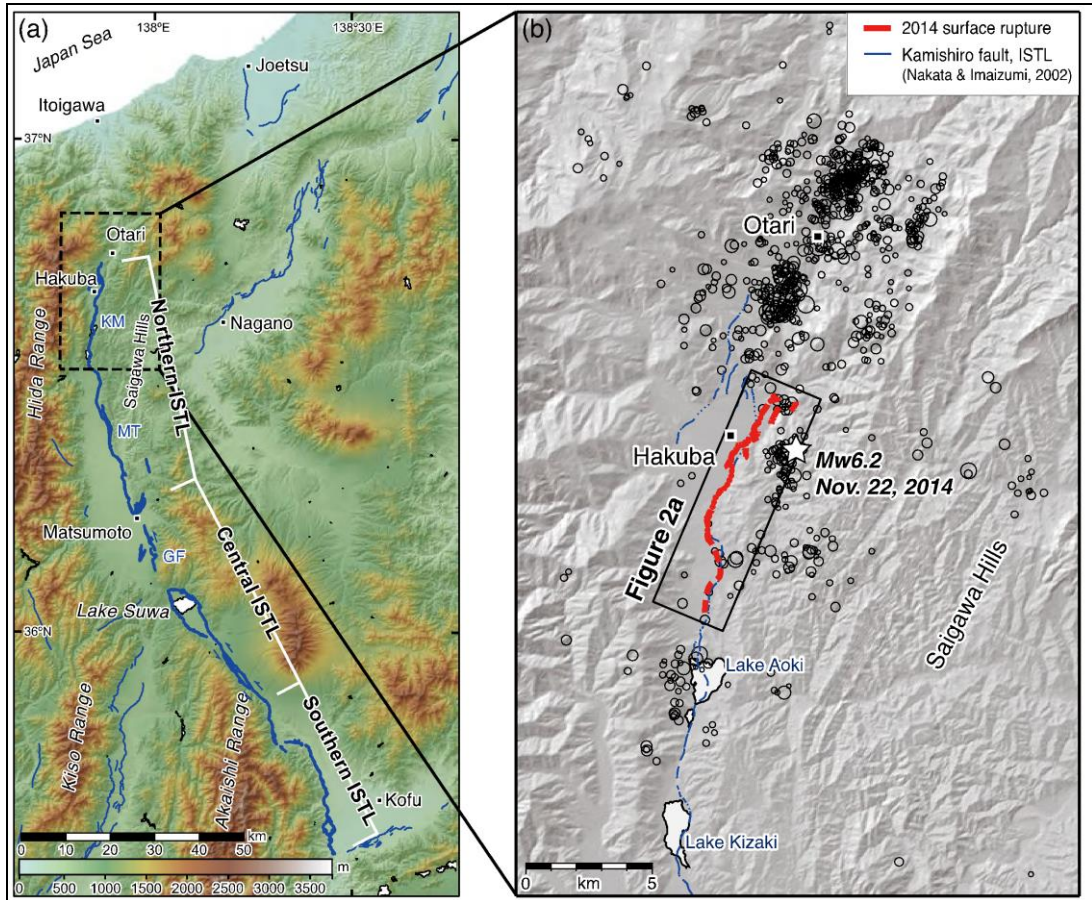 (a)
138°E
138°30'E
Japan Sea
Joetsu
Itoigawa
37°N
Otari
Hakuba
KM
Nagano
Hida Range
Saigawa Hills
Northern ISTL
MT
Matsumoto
GF
Central ISTL
Lake Suwa
36°N
Kiso Range
Akaishi Range
Southern ISTL
Kofu
0 10 20 30 40 50 km
0 500 1000 1500 2000 2500 3000 3500 m
(b)
2014 surface rupture
Kamishiro fault, ISTL
(Nakata & Imaizumi, 2002)
Otari
Hakuba
Mw6.2
Nov. 22, 2014
Figure 2a
Saigawa Hills
Lake Aoki
Lake Kizaki
0 km 5